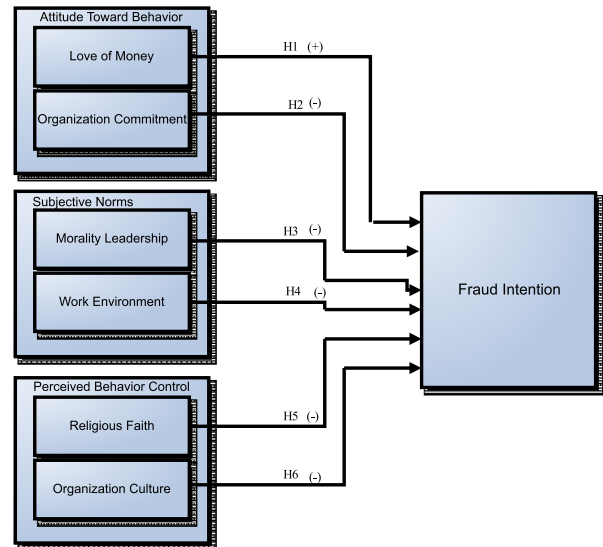 Attitude Toward Behavior
Love of Money
Organization Commitment
H1 (+)
H2 (-)
Subjective Norms
Morality Leadership
Work Environment
H3 (-)
H4 (-)
Perceived Behavior Control
Religious Faith
Organization Culture
H5 (-)
H6 (-)
Fraud Intention